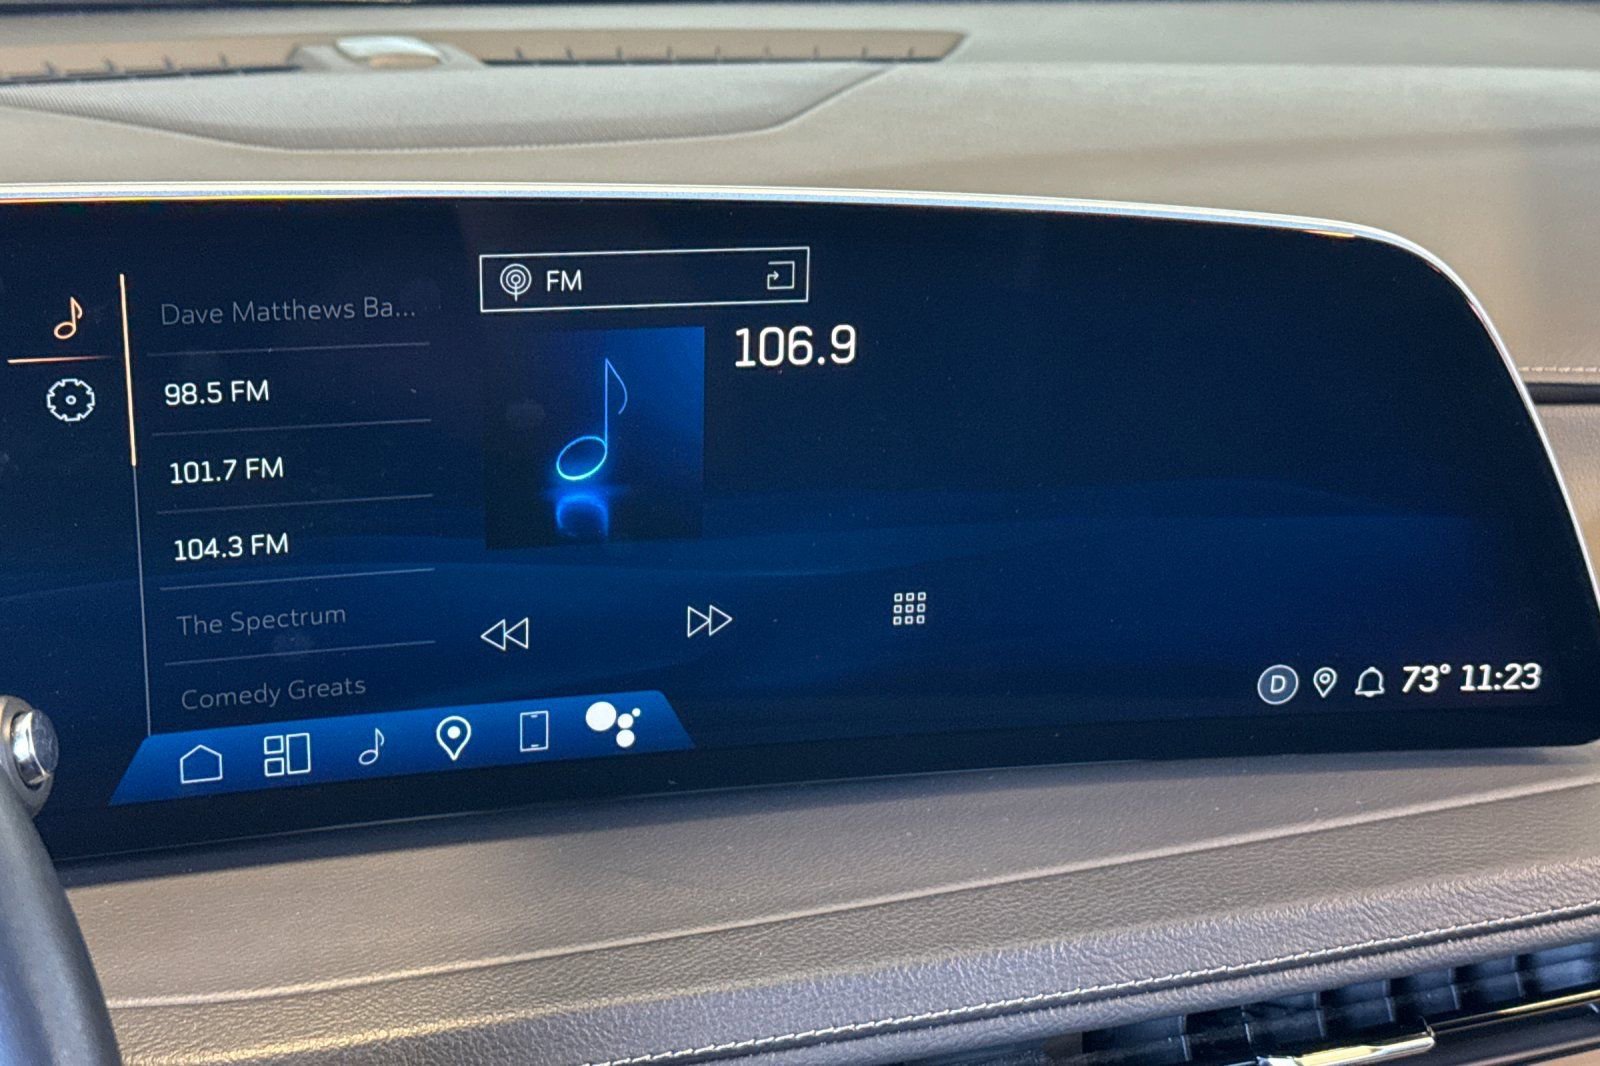 Dave Matthews Ba...
98.5 FM
101.7 FM
104.3 FM
The Spectrum
Comedy Greats
FM
106.9
D
73° 11:23